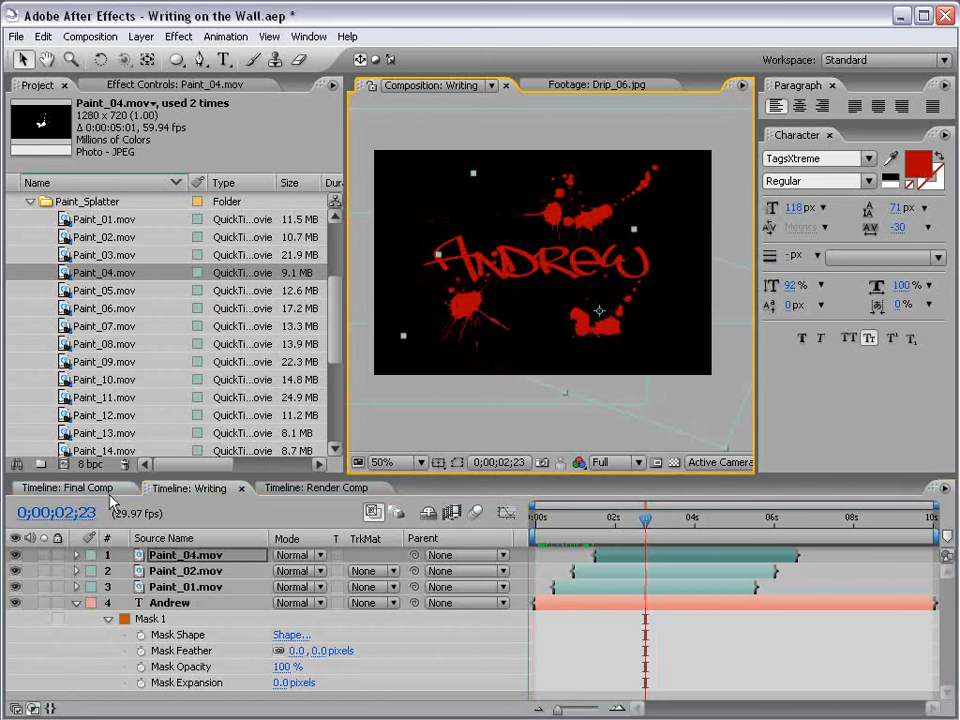 Adobe After Effects - Writing on the Wall.aep *
File Edit Composition Layer Effect Animation View Window Help
Workspace: Standard
Project × Effect Controls: Paint_04.mov
Paint_04.mov, used 2 times
1280 x 720 (1.00)
Δ 0:00:05:01, 59.94 fps
Millions of Colors
Photo - JPEG
Name Type Size Dur
Paint_Splatter Folder
Paint_01.mov QuickTi...ovie 11.5 MB
Paint_02.mov QuickTi...ovie 10.7 MB
Paint_03.mov QuickTi...ovie 21.9 MB
Paint_04.mov QuickTi...ovie 9.1 MB
Paint_05.mov QuickTi...ovie 12.6 MB
Paint_06.mov QuickTi...ovie 17.2 MB
Paint_07.mov QuickTi...ovie 13.3 MB
Paint_08.mov QuickTi...ovie 13.9 MB
Paint_09.mov QuickTi...ovie 22.3 MB
Paint_10.mov QuickTi...ovie 14.8 MB
Paint_11.mov QuickTi...ovie 24.9 MB
Paint_12.mov QuickTi...ovie 11.2 MB
Paint_13.mov QuickTi...ovie 8.1 MB
Paint_14.mov QuickTi...ovie 8.7 MB
8 bpc
Composition: Writing × Footage: Drip_06.jpg
ANDREW
50% 0;00;02;23 Full Active Camera
Paragraph ×
Character ×
TagsXtreme
Regular
118 px 71 px
Metrics -30
- px
92 % 100 %
0 px 0 %
T T TT Tr T¹ T₁
Timeline: Final Comp Timeline: Writing × Timeline: Render Comp
0;00;02;23 (29.97 fps)
:00s 02s 04s 06s 08s 10s
# Source Name Mode T TrkMat Parent
1 Paint_04.mov Normal None
2 Paint_02.mov Normal None None
3 Paint_01.mov Normal None None
4 T Andrew Normal None None
Mask 1
Mask Shape Shape...
Mask Feather 0.0, 0.0 pixels
Mask Opacity 100 %
Mask Expansion 0.0 pixels